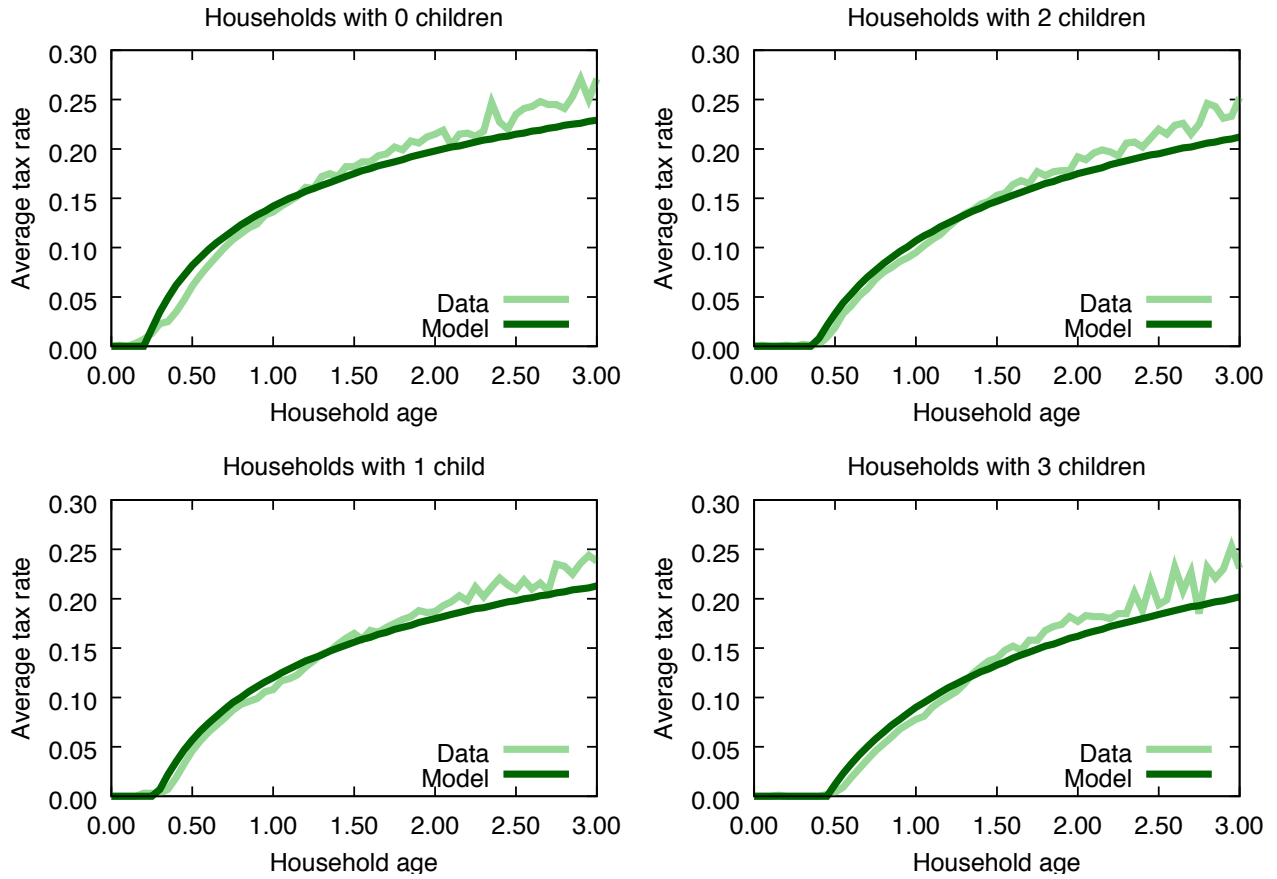 Households with 0 children
0.30
0.25
0.20
0.15
0.10
0.05
0.00
Average tax rate
Data
Model
0.00 0.50 1.00 1.50 2.00 2.50 3.00
Household age
Households with 2 children
0.30
0.25
0.20
0.15
0.10
0.05
0.00
Average tax rate
Data
Model
0.00 0.50 1.00 1.50 2.00 2.50 3.00
Household age
Households with 1 child
0.30
0.25
0.20
0.15
0.10
0.05
0.00
Average tax rate
Data
Model
0.00 0.50 1.00 1.50 2.00 2.50 3.00
Household age
Households with 3 children
0.30
0.25
0.20
0.15
0.10
0.05
0.00
Average tax rate
Data
Model
0.00 0.50 1.00 1.50 2.00 2.50 3.00
Household age